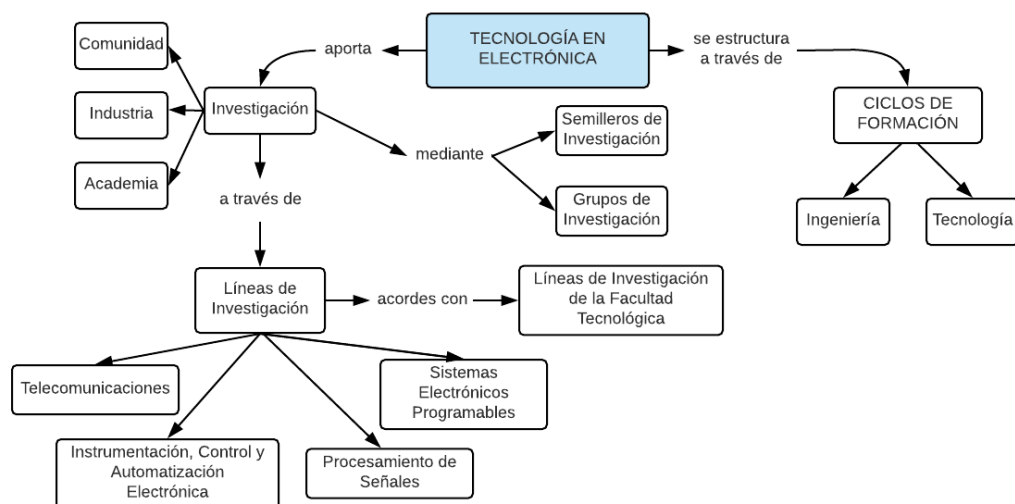 TECNOLOGÍA EN
ELECTRÓNICA
aporta
se estructura
a través de
Comunidad
Industria
Academia
Investigación
CICLOS DE
FORMACIÓN
Semilleros de
Investigación
mediante
Grupos de
Investigación
Ingeniería
Tecnología
a través de
Líneas de
Investigación
acordes con
Líneas de Investigación
de la Facultad
Tecnológica
Telecomunicaciones
Sistemas
Electrónicos
Programables
Instrumentación, Control y
Automatización
Electrónica
Procesamiento de
Señales